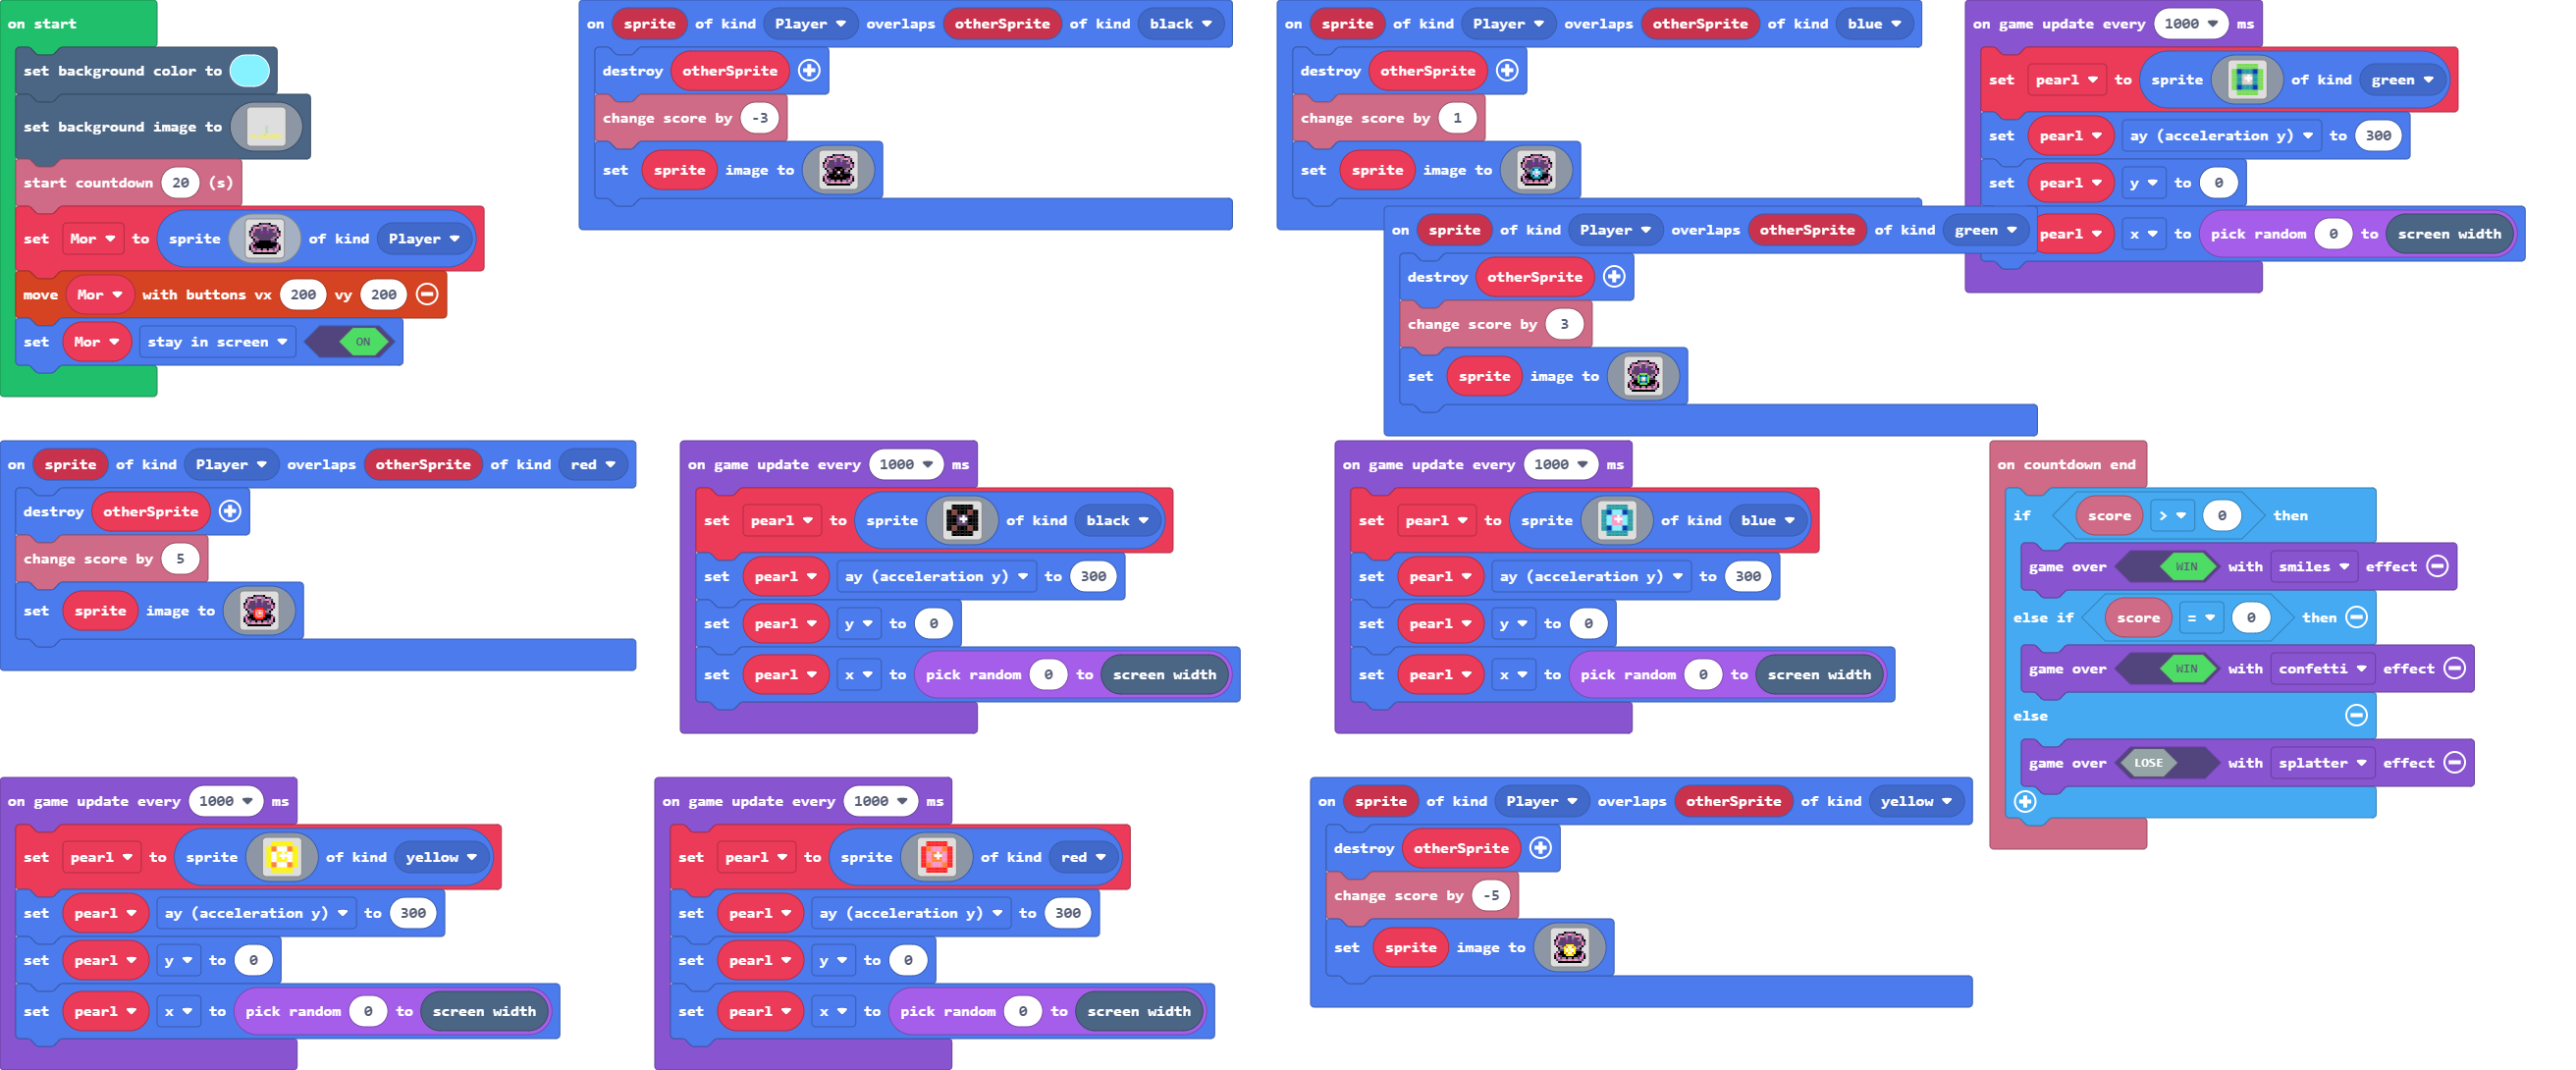 on start
set background color to
set background image to
start countdown 20 (s)
set Mor to sprite of kind Player
move Mor with buttons vx 200 vy 200
set Mor stay in screen ON
on sprite of kind Player overlaps otherSprite of kind black
destroy otherSprite
change score by -3
set sprite image to
on sprite of kind Player overlaps otherSprite of kind blue
destroy otherSprite
change score by 1
set sprite image to
on game update every 1000 ms
set pearl to sprite of kind green
set pearl ay (acceleration y) to 300
set pearl y to 0
pearl x to pick random 0 to screen width
on sprite of kind Player overlaps otherSprite of kind green
destroy otherSprite
change score by 3
set sprite image to
on sprite of kind Player overlaps otherSprite of kind red
destroy otherSprite
change score by 5
set sprite image to
on game update every 1000 ms
set pearl to sprite of kind black
set pearl ay (acceleration y) to 300
set pearl y to 0
set pearl x to pick random 0 to screen width
on game update every 1000 ms
set pearl to sprite of kind blue
set pearl ay (acceleration y) to 300
set pearl y to 0
set pearl x to pick random 0 to screen width
on countdown end
if score > 0 then
game over WIN with smiles effect
else if score = 0 then
game over WIN with confetti effect
else
game over LOSE with splatter effect
on game update every 1000 ms
set pearl to sprite of kind yellow
set pearl ay (acceleration y) to 300
set pearl y to 0
set pearl x to pick random 0 to screen width
on game update every 1000 ms
set pearl to sprite of kind red
set pearl ay (acceleration y) to 300
set pearl y to 0
set pearl x to pick random 0 to screen width
on sprite of kind Player overlaps otherSprite of kind yellow
destroy otherSprite
change score by -5
set sprite image to